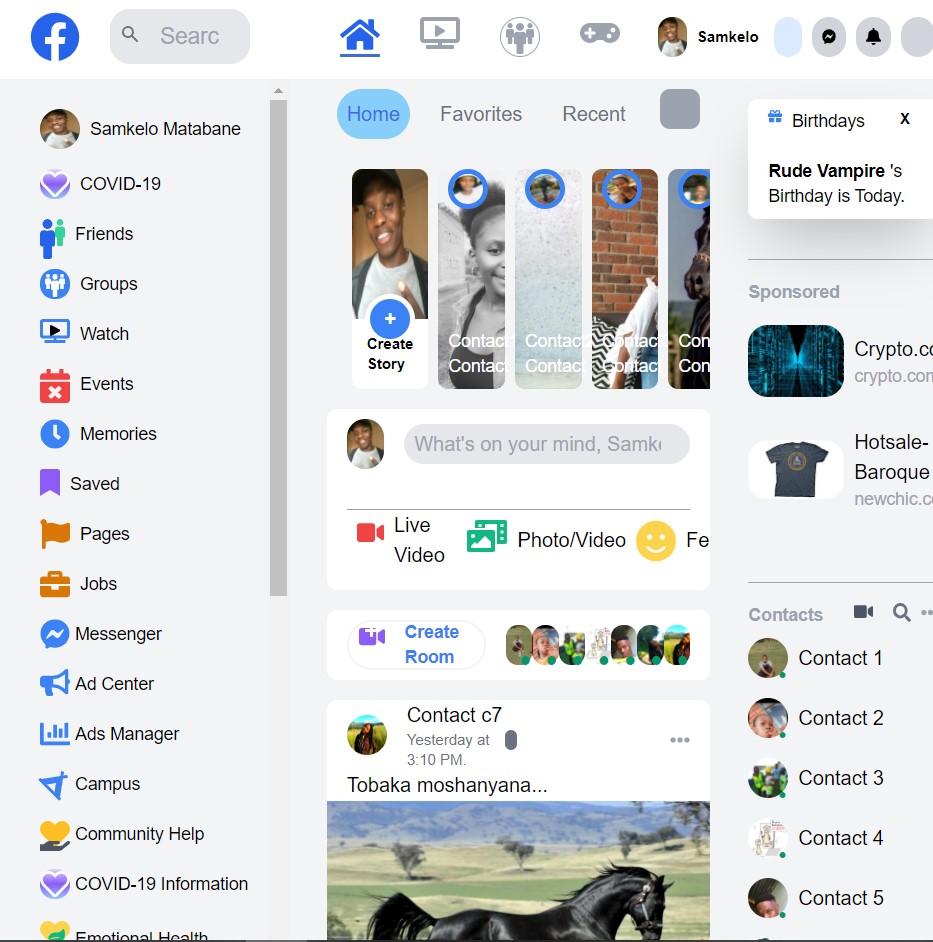 Searc
Samkelo
Samkelo Matabane
COVID-19
Friends
Groups
Watch
Events
Memories
Saved
Pages
Jobs
Messenger
Ad Center
Ads Manager
Campus
Community Help
COVID-19 Information
Emotional Health
Home
Favorites
Recent
Create
Story
Contact
Contact
Contact
Contact
Contact
Contact
Con
Con
What's on your mind, Samke
Live
Video
Photo/Video
Fe
Create
Room
Contact c7
Yesterday at
3:10 PM.
Tobaka moshanyana...
Birthdays
X
Rude Vampire 's
Birthday is Today.
Sponsored
Crypto.co
crypto.com
Hotsale-
Baroque
newchic.c
Contacts
Contact 1
Contact 2
Contact 3
Contact 4
Contact 5